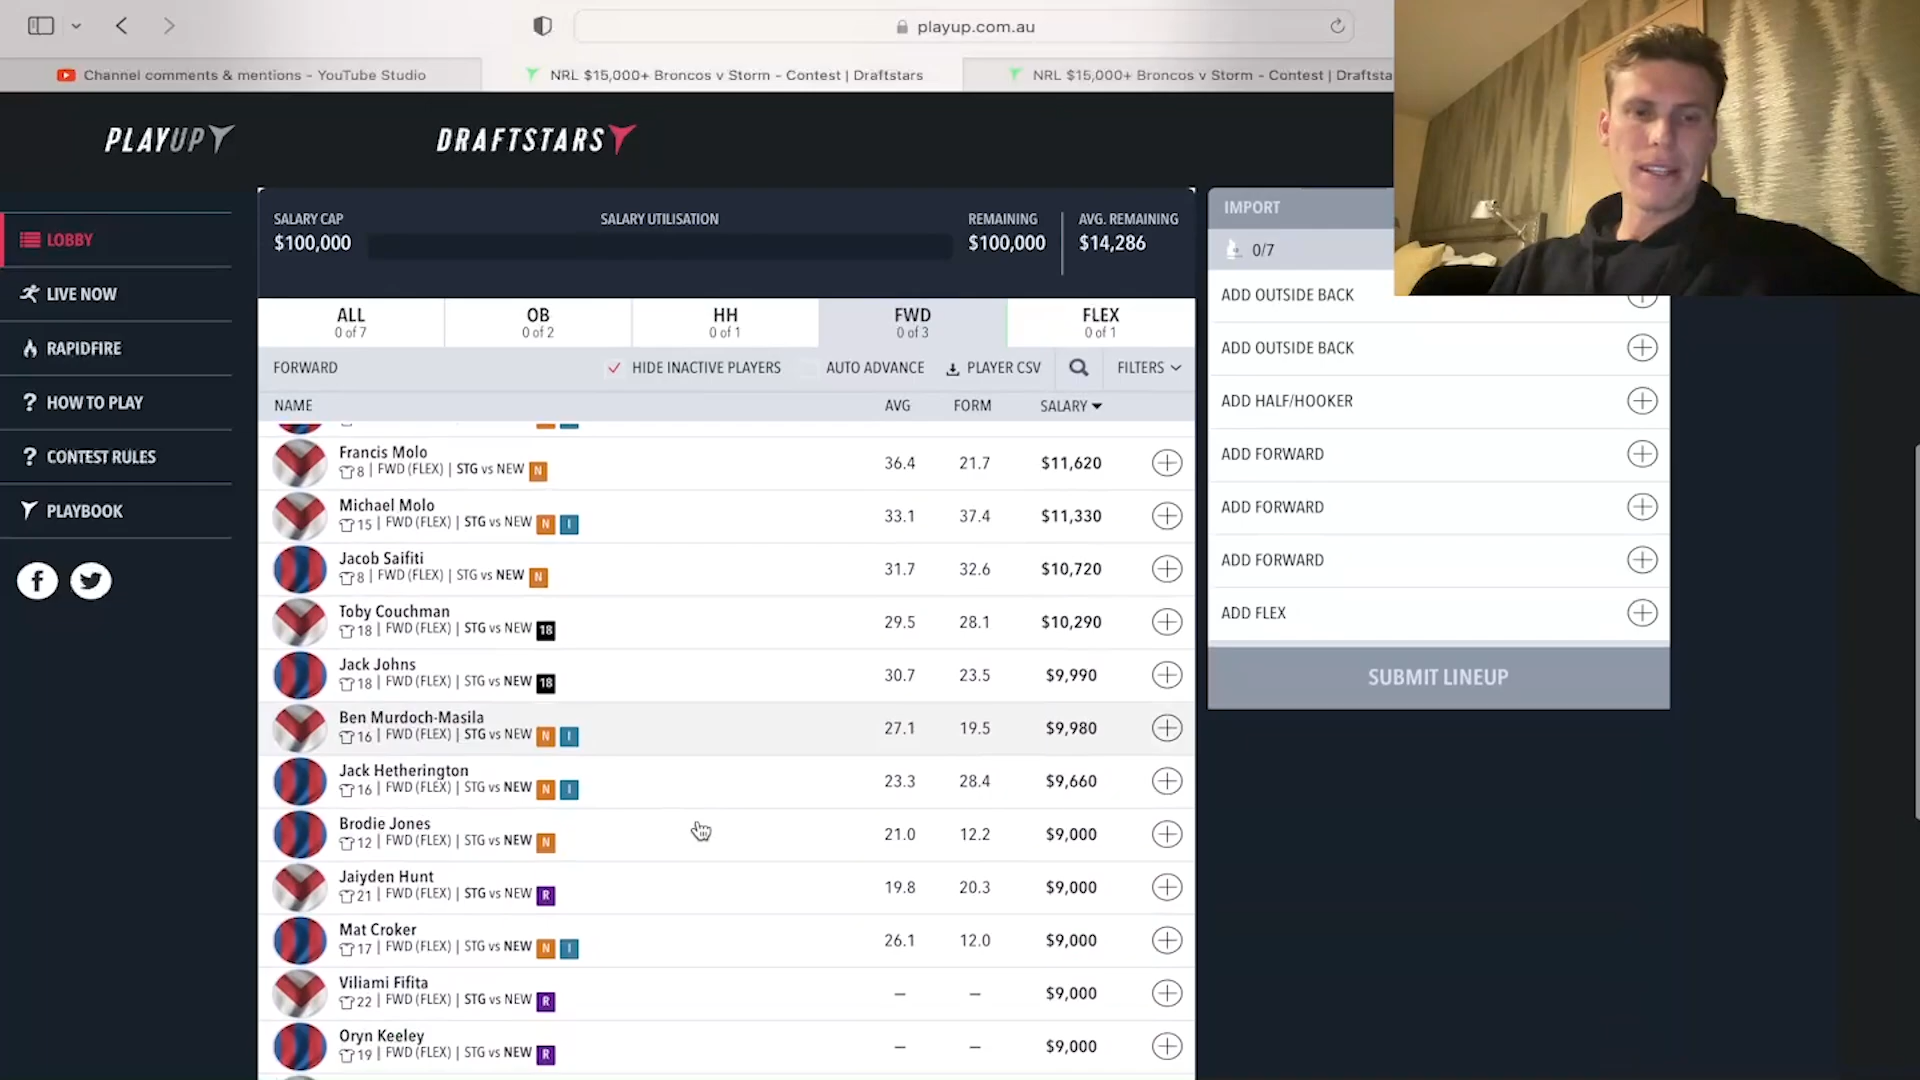 playup.com.au
Channel comments & mentions - YouTube Studio
NRL $15,000+ Broncos v Storm - Contest | Draftstars
NRL $15,000+ Broncos v Storm - Contest | Draftsta
PLAYUP
DRAFTSTARS
LOBBY
LIVE NOW
RAPIDFIRE
? HOW TO PLAY
? CONTEST RULES
PLAYBOOK
SALARY CAP
$100,000
SALARY UTILISATION
REMAINING
$100,000
AVG. REMAINING
$14,286
ALL
0 of 7
OB
0 of 2
HH
0 of 1
FWD
0 of 3
FLEX
0 of 1
FORWARD HIDE INACTIVE PLAYERS AUTO ADVANCE PLAYER CSV FILTERS
NAME AVG FORM SALARY
Francis Molo
8 | FWD (FLEX) | STG vs NEW N
36.4 21.7 $11,620
Michael Molo
15 | FWD (FLEX) | STG vs NEW N I
33.1 37.4 $11,330
Jacob Saifiti
8 | FWD (FLEX) | STG vs NEW N
31.7 32.6 $10,720
Toby Couchman
18 | FWD (FLEX) | STG vs NEW 18
29.5 28.1 $10,290
Jack Johns
18 | FWD (FLEX) | STG vs NEW 18
30.7 23.5 $9,990
Ben Murdoch-Masila
16 | FWD (FLEX) | STG vs NEW N I
27.1 19.5 $9,980
Jack Hetherington
16 | FWD (FLEX) | STG vs NEW N I
23.3 28.4 $9,660
Brodie Jones
12 | FWD (FLEX) | STG vs NEW N
21.0 12.2 $9,000
Jaiyden Hunt
21 | FWD (FLEX) | STG vs NEW R
19.8 20.3 $9,000
Mat Croker
17 | FWD (FLEX) | STG vs NEW N I
26.1 12.0 $9,000
Viliami Fifita
22 | FWD (FLEX) | STG vs NEW R
– – $9,000
Oryn Keeley
19 | FWD (FLEX) | STG vs NEW R
– – $9,000
IMPORT
0/7
ADD OUTSIDE BACK
ADD OUTSIDE BACK
ADD HALF/HOOKER
ADD FORWARD
ADD FORWARD
ADD FORWARD
ADD FLEX
SUBMIT LINEUP